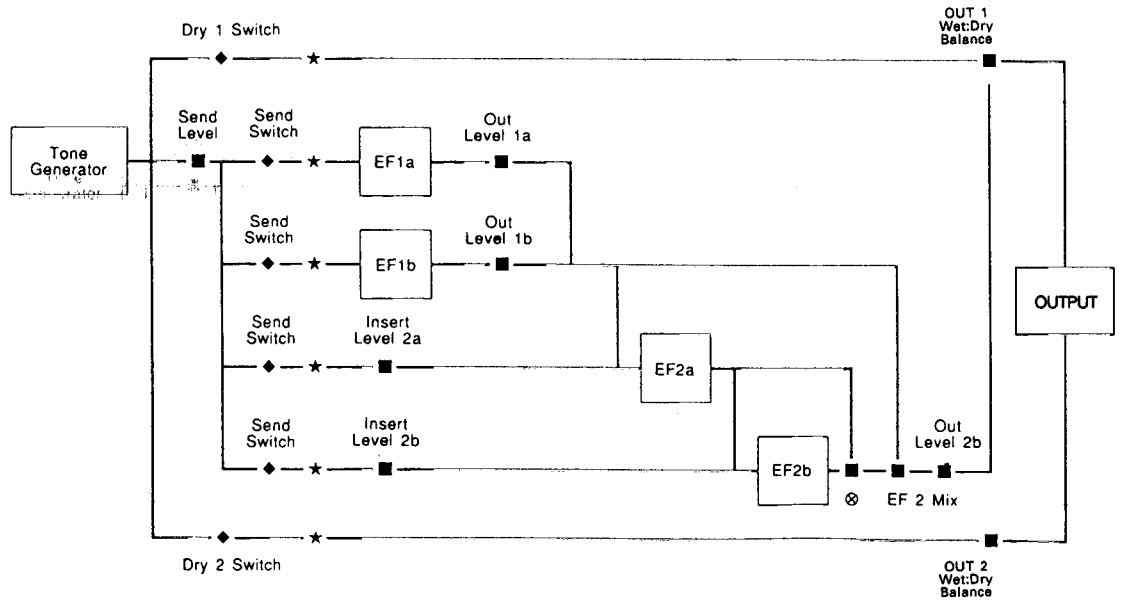 OUT 1
Wet:Dry
Balance
Dry 1 Switch
Send
Level
Send
Switch
Out
Level 1a
Tone
Generator
EF1a
Send
Switch
Out
Level 1b
EF1b
OUTPUT
Send
Switch
Insert
Level 2a
EF2a
Send
Switch
Insert
Level 2b
Out
Level 2b
EF2b
EF 2 Mix
Dry 2 Switch
OUT 2
Wet:Dry
Balance